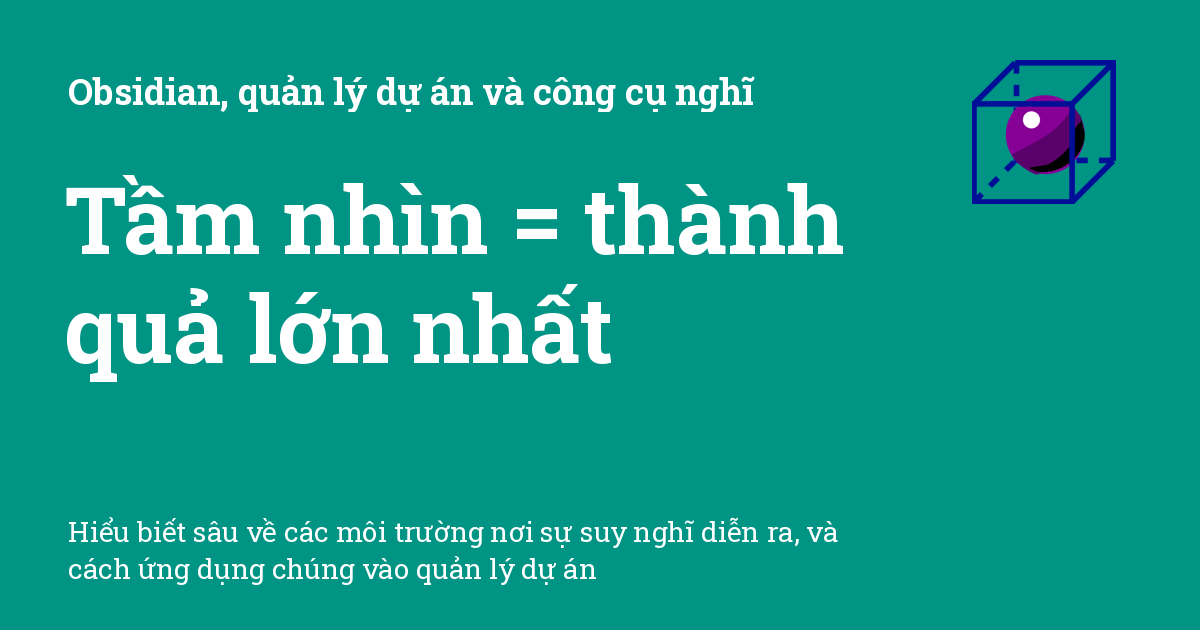 Obsidian, quản lý dự án và công cụ nghĩ
Tầm nhìn = thành
quả lớn nhất
Hiểu biết sâu về các môi trường nơi sự suy nghĩ diễn ra, và
cách ứng dụng chúng vào quản lý dự án